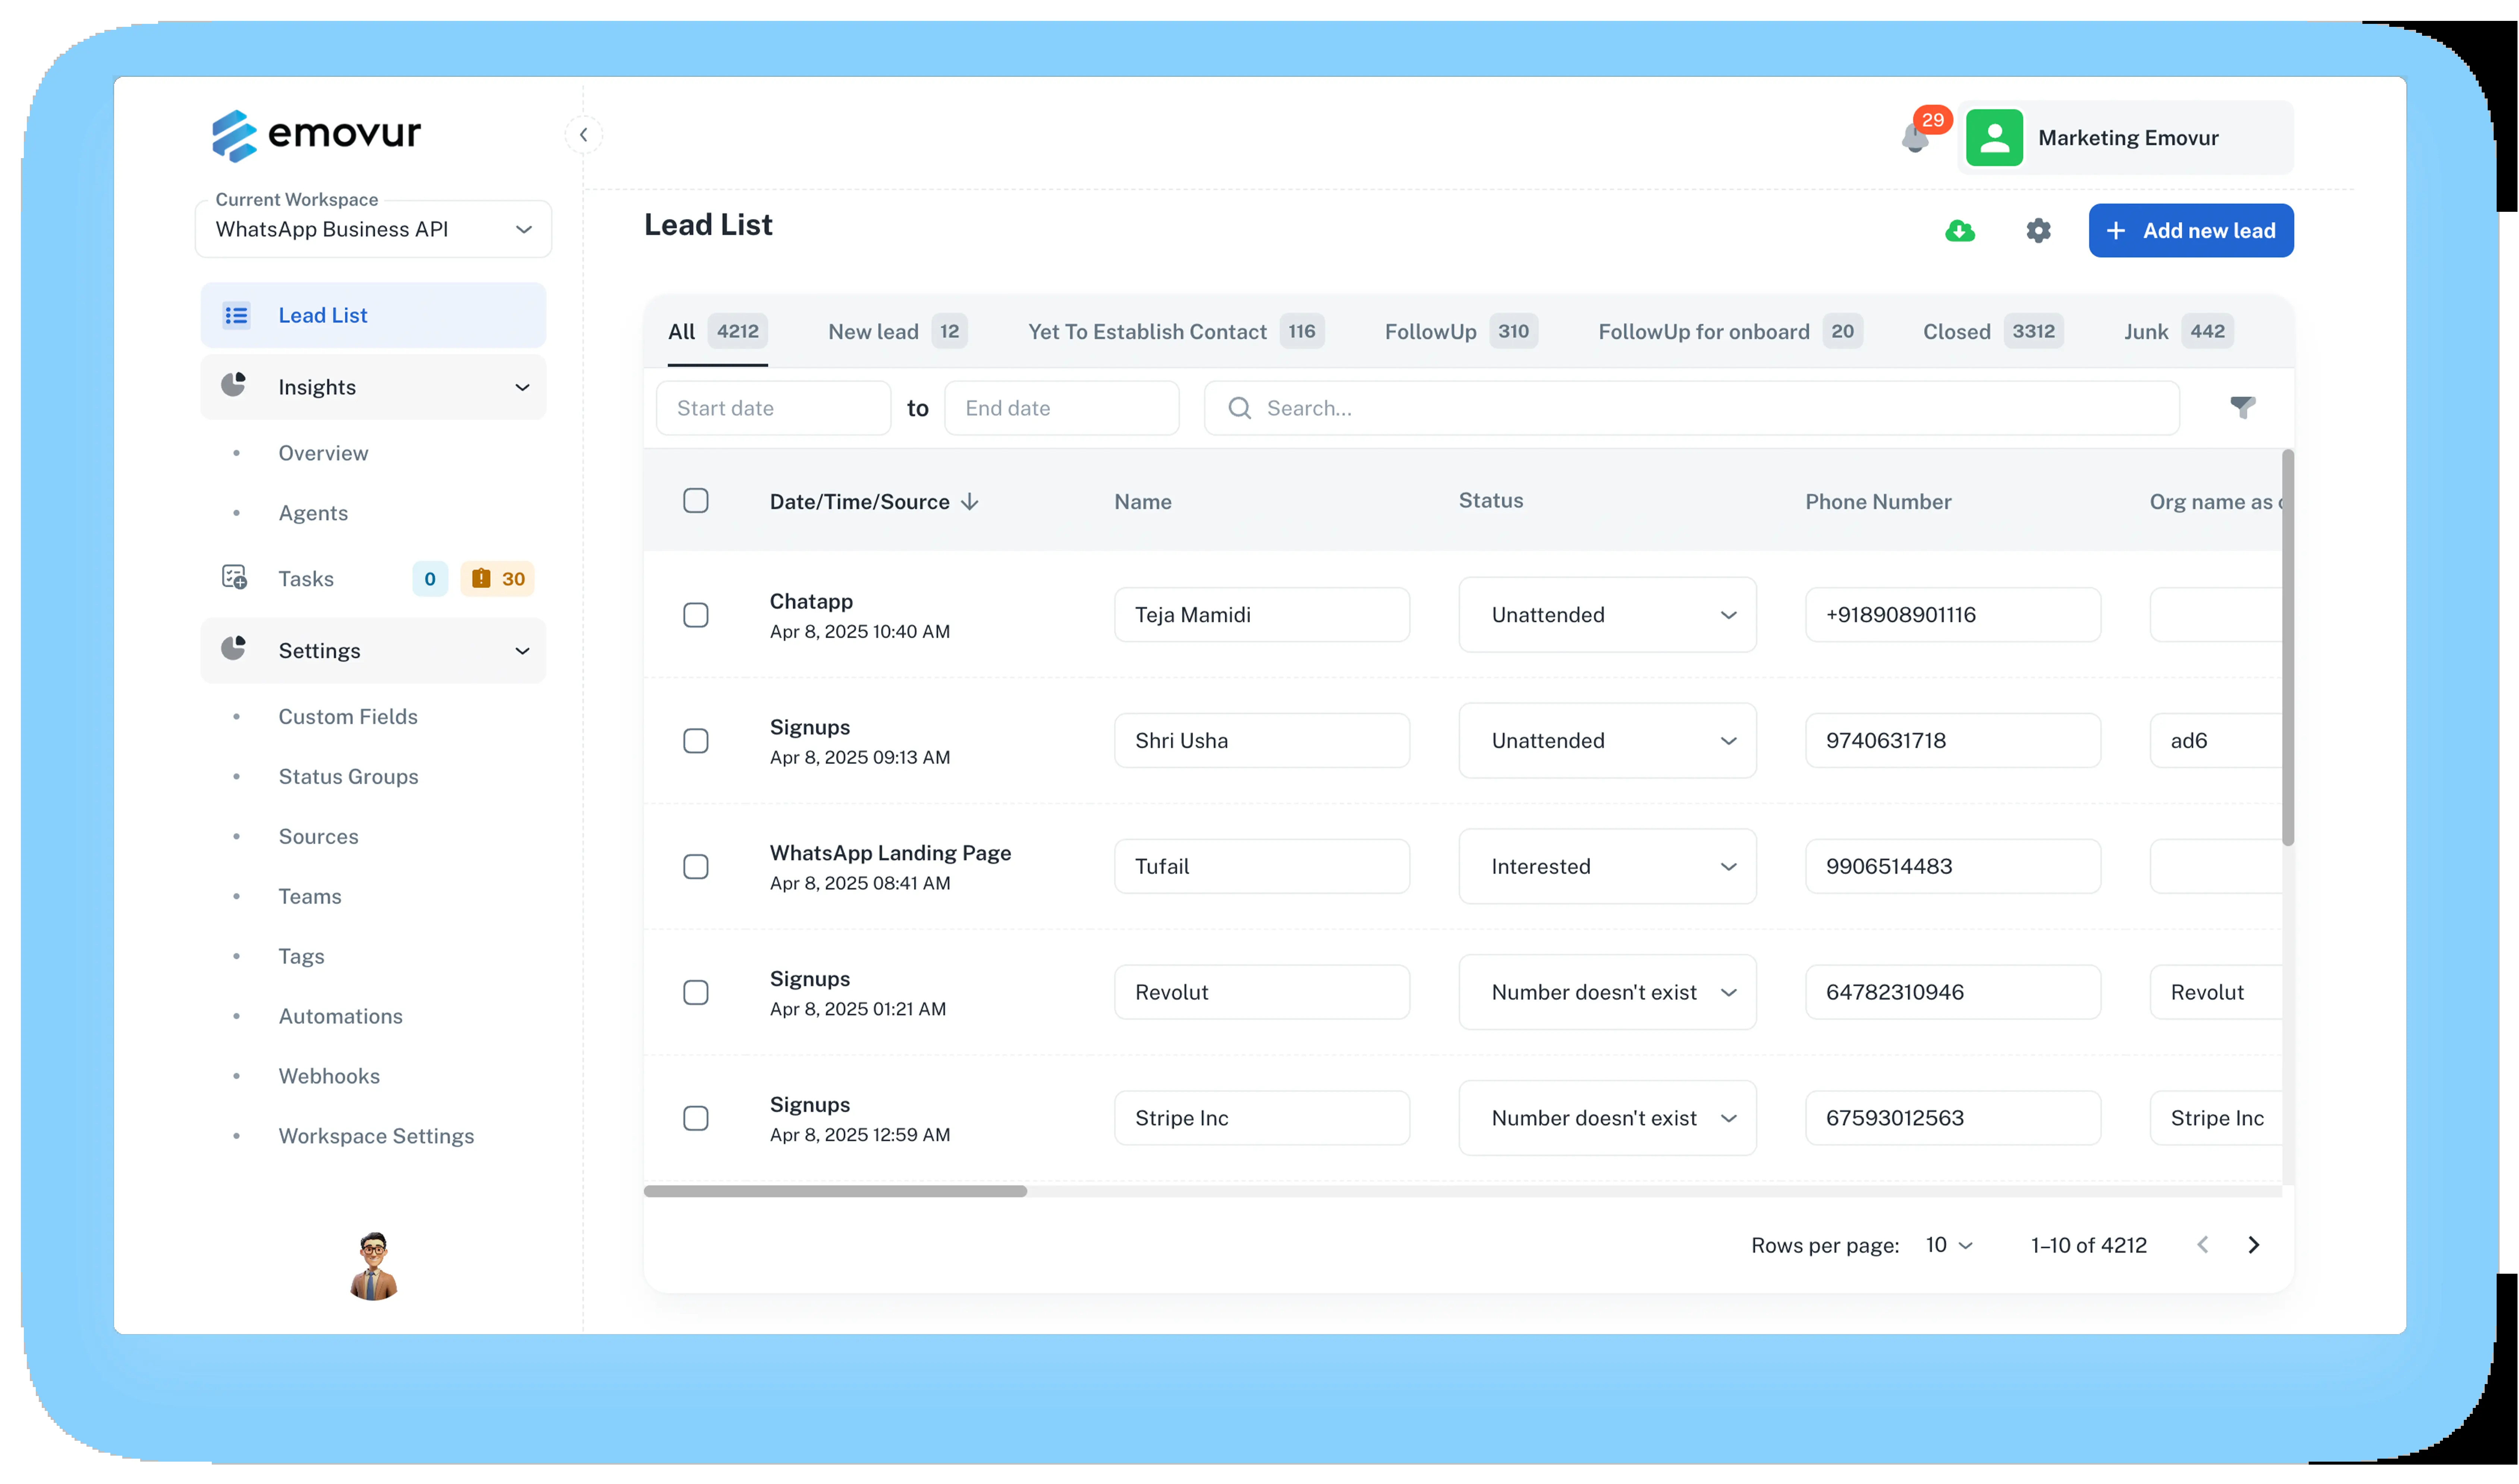 emovur
29
Marketing Emovur
Current Workspace
WhatsApp Business API
Lead List
Insights
Overview
Agents
Tasks 0 30
Settings
Custom Fields
Status Groups
Sources
Teams
Tags
Automations
Webhooks
Workspace Settings
Lead List
Add new lead
All 4212 New lead 12 Yet To Establish Contact 116 FollowUp 310 FollowUp for onboard 20 Closed 3312 Junk 442
Start date to End date Search...
Date/Time/Source Name Status Phone Number Org name as
Chatapp
Apr 8, 2025 10:40 AM
Teja Mamidi Unattended +918908901116
Signups
Apr 8, 2025 09:13 AM
Shri Usha Unattended 9740631718 ad6
WhatsApp Landing Page
Apr 8, 2025 08:41 AM
Tufail Interested 9906514483
Signups
Apr 8, 2025 01:21 AM
Revolut Number doesn't exist 64782310946 Revolut
Signups
Apr 8, 2025 12:59 AM
Stripe Inc Number doesn't exist 67593012563 Stripe Inc
Rows per page: 10 1–10 of 4212